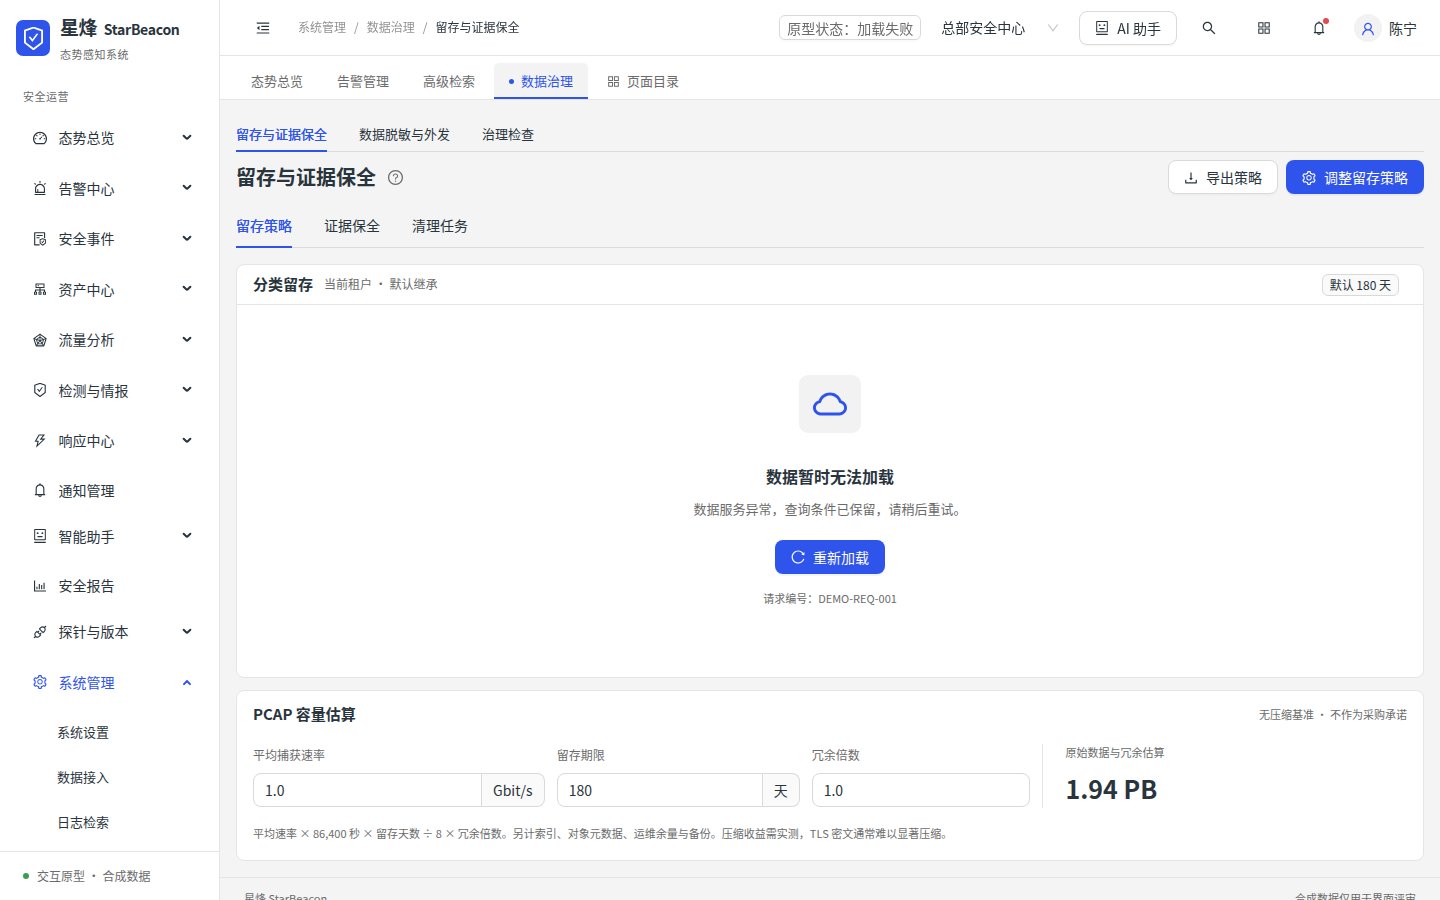 星烽 StarBeacon
态势感知系统
安全运营
态势总览
告警中心
安全事件
资产中心
流量分析
检测与情报
响应中心
通知管理
智能助手
安全报告
探针与版本
系统管理
系统设置
数据接入
日志检索
交互原型 · 合成数据
系统管理 / 数据治理 / 留存与证据保全
原型状态：加载失败
总部安全中心
AI 助手
陈宁
态势总览
告警管理
高级检索
数据治理
页面目录
留存与证据保全
数据脱敏与外发
治理检查
留存与证据保全
导出策略
调整留存策略
留存策略
证据保全
清理任务
分类留存 当前租户 · 默认继承
默认 180 天
数据暂时无法加载
数据服务异常，查询条件已保留，请稍后重试。
重新加载
请求编号：DEMO-REQ-001
PCAP 容量估算
无压缩基准 · 不作为采购承诺
平均捕获速率
1.0 Gbit/s
留存期限
180 天
冗余倍数
1.0
原始数据与冗余估算
1.94 PB
平均速率 × 86,400 秒 × 留存天数 ÷ 8 × 冗余倍数。另计索引、对象元数据、运维余量与备份。压缩收益需实测，TLS 密文通常难以显著压缩。
星烽 StarBeacon
合成数据仅用于界面评审